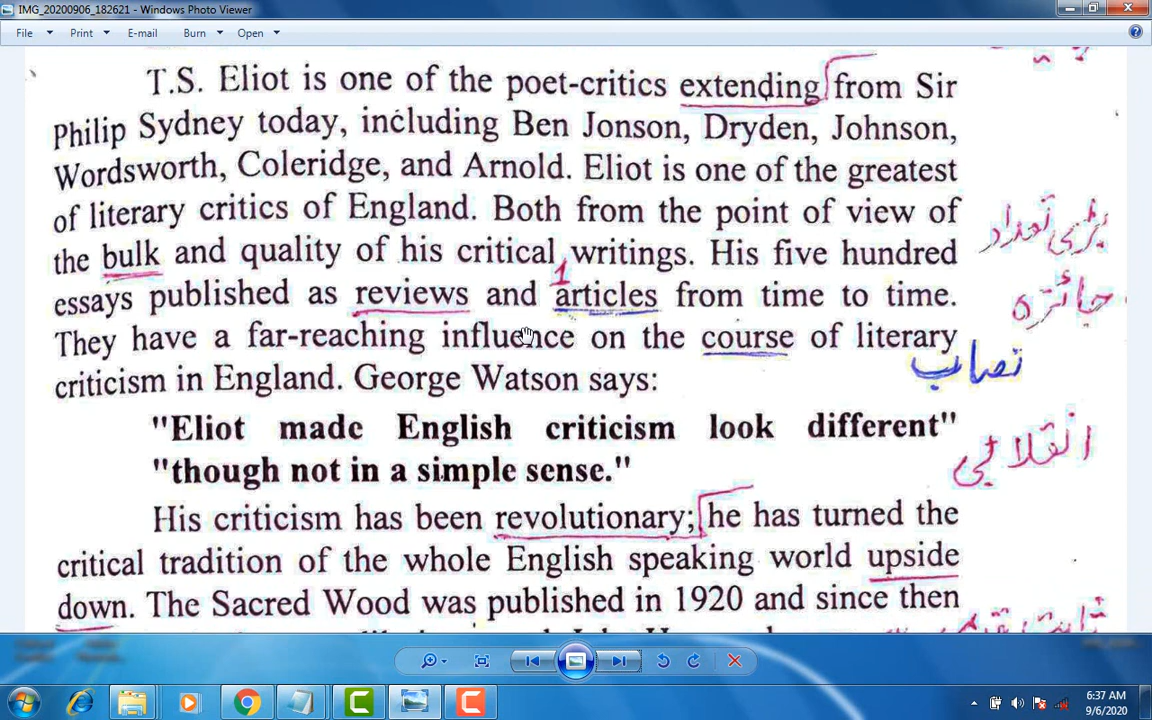 IMG_20200906_182621 - Windows Photo Viewer
File Print E-mail Burn Open
T.S. Eliot is one of the poet-critics extending from Sir
Philip Sydney today, including Ben Jonson, Dryden, Johnson,
Wordsworth, Coleridge, and Arnold. Eliot is one of the greatest
of literary critics of England. Both from the point of view of
بڑی تعداد
the bulk and quality of his critical writings. His five hundred
1
essays published as reviews and articles from time to time.
جائزہ
They have a far-reaching influence on the course of literary
نصاب
criticism in England. George Watson says:
"Eliot made English criticism look different"
انقلابی
"though not in a simple sense."
His criticism has been revolutionary; he has turned the
critical tradition of the whole English speaking world upside
down. The Sacred Wood was published in 1920 and since then
6:37 AM
9/6/2020